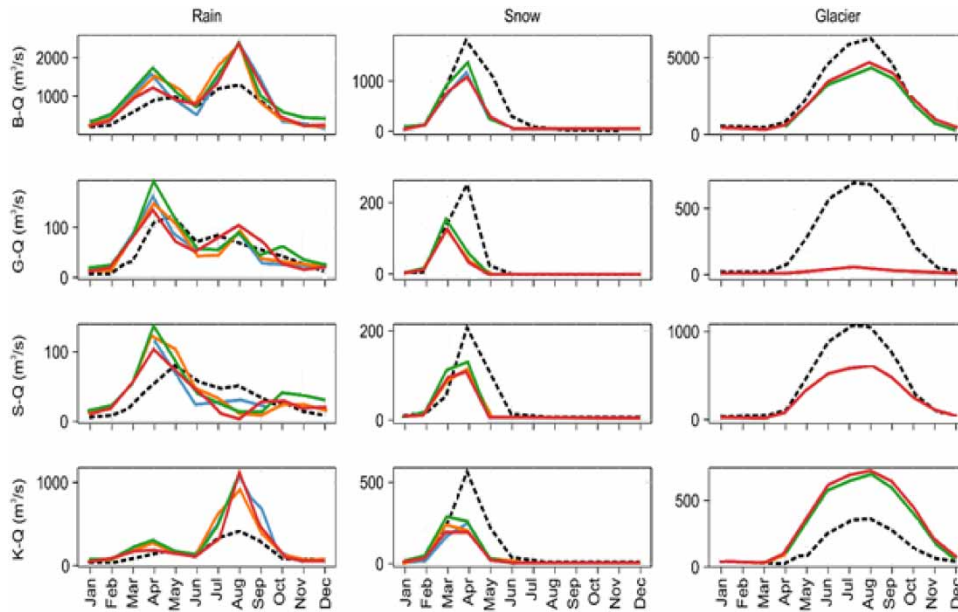 Rain Snow Glacier
B-Q (m³/s) 2000 1000 1000 0 5000 0
G-Q (m³/s) 100 0 200 0 500 0
S-Q (m³/s) 100 0 200 0 1000 0
K-Q (m³/s) 1000 0 500 0 500 0
Jan Feb Mar Apr May Jun Jul Aug Sep Oct Nov Dec Jan Feb Mar Apr May Jun Jul Aug Sep Oct Nov Dec Jan Feb Mar Apr May Jun Jul Aug Sep Oct Nov Dec